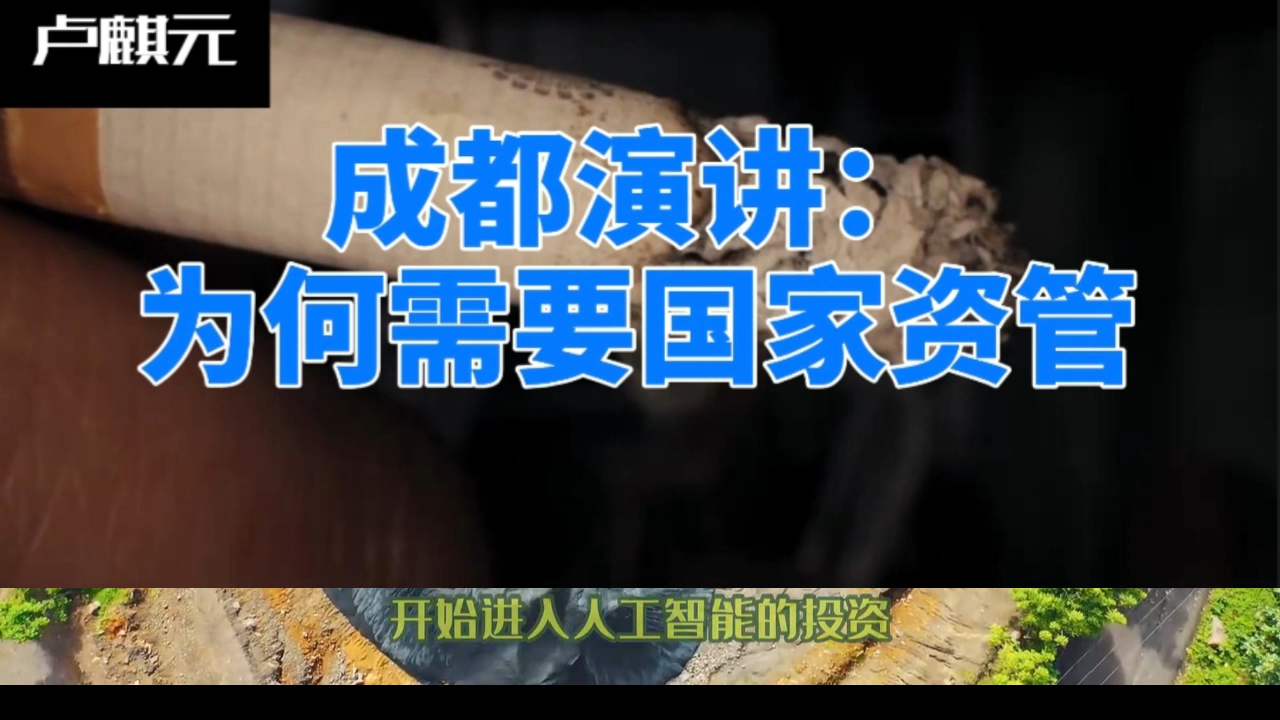 卢麒元
成都演讲：
为何需要国家资管
开始进入人工智能的投资